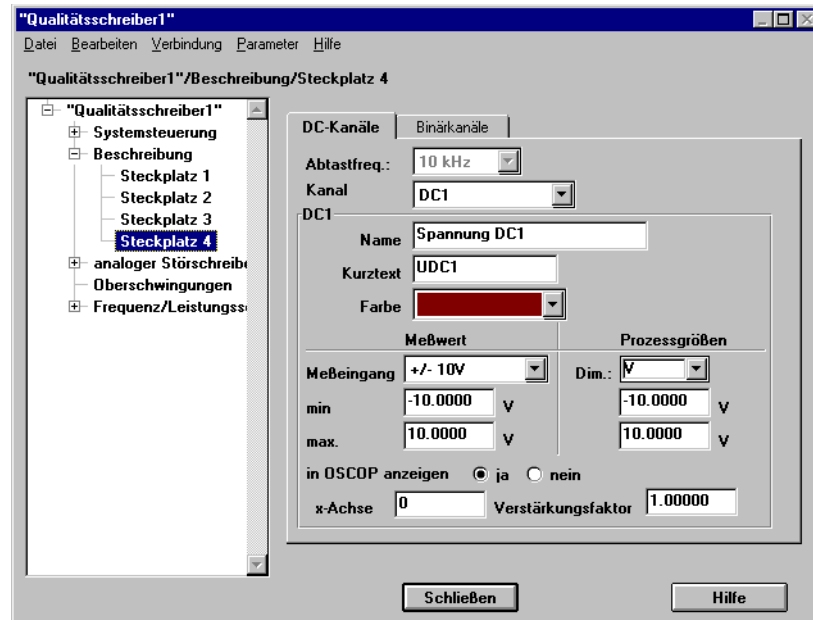 "Qualitätsschreiber1"
Datei Bearbeiten Verbindung Parameter Hilfe
"Qualitätsschreiber1"/Beschreibung/Steckplatz 4
"Qualitätsschreiber1"
Systemsteuerung
Beschreibung
Steckplatz 1
Steckplatz 2
Steckplatz 3
Steckplatz 4
analoger Störschreibe
Oberschwingungen
Frequenz/Leistungss
DC-Kanäle Binärkanäle
Abtastfreq.: 10 kHz
Kanal DC1
DC1
Name Spannung DC1
Kurztext UDC1
Farbe
Meßwert Prozessgrößen
Meßeingang +/- 10V Dim.: V
min -10.0000 V -10.0000 V
max. 10.0000 V 10.0000 V
in OSCOP anzeigen ja nein
x-Achse 0 Verstärkungsfaktor 1.00000
Schließen Hilfe